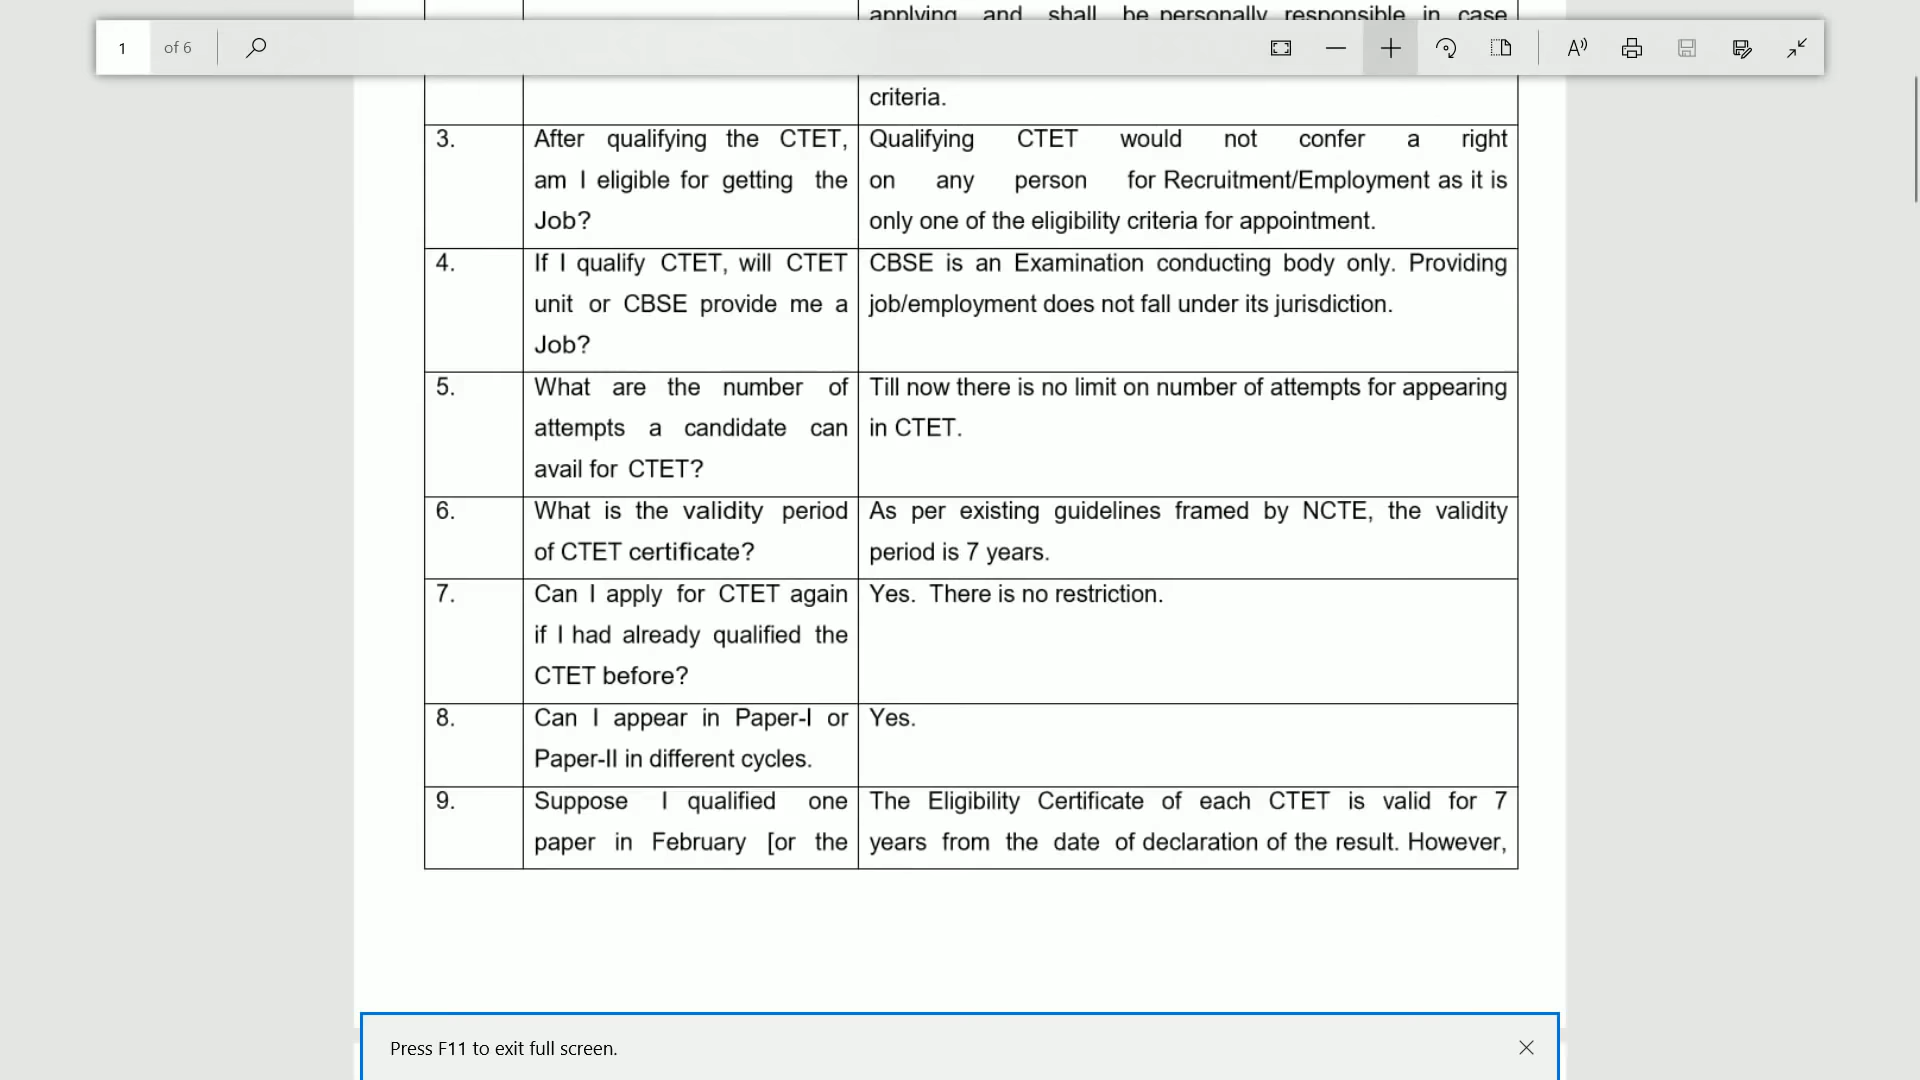 applying and shall be personally responsible in case
1 of 6
criteria.
3. After qualifying the CTET, Qualifying CTET would not confer a right
am I eligible for getting the on any person for Recruitment/Employment as it is
Job? only one of the eligibility criteria for appointment.
4. If I qualify CTET, will CTET CBSE is an Examination conducting body only. Providing
unit or CBSE provide me a job/employment does not fall under its jurisdiction.
Job?
5. What are the number of Till now there is no limit on number of attempts for appearing
attempts a candidate can in CTET.
avail for CTET?
6. What is the validity period As per existing guidelines framed by NCTE, the validity
of CTET certificate? period is 7 years.
7. Can I apply for CTET again Yes. There is no restriction.
if I had already qualified the
CTET before?
8. Can I appear in Paper-I or Yes.
Paper-II in different cycles.
9. Suppose I qualified one The Eligibility Certificate of each CTET is valid for 7
paper in February [or the years from the date of declaration of the result. However,
Press F11 to exit full screen.